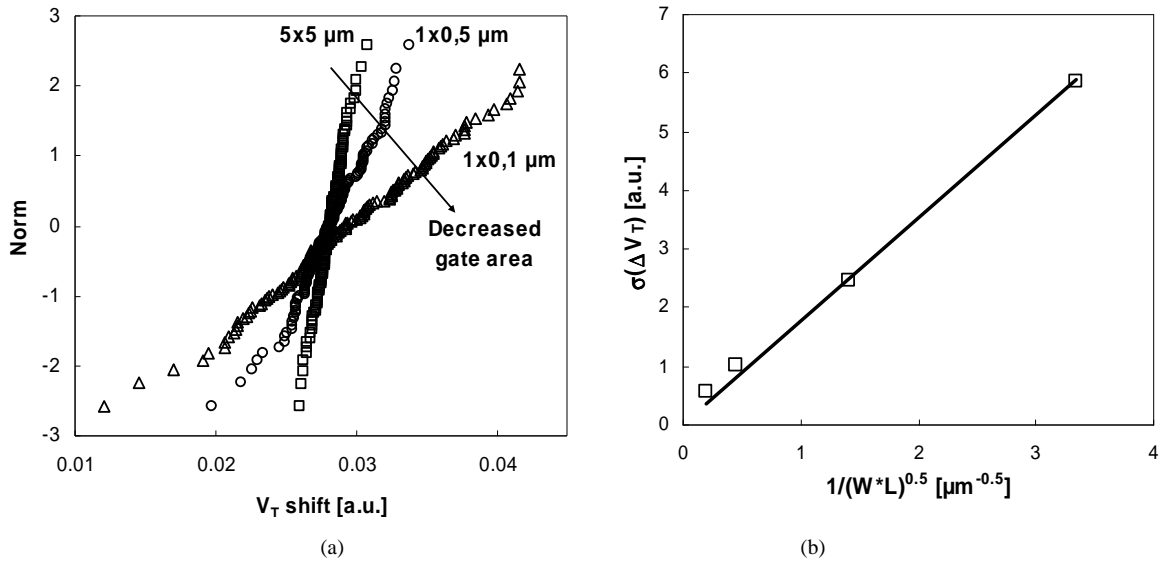 3
2
1
0
-1
-2
-3
Norm
5x5 µm
1x0,5 µm
1x0,1 µm
Decreased
gate area
0.01
0.02
0.03
0.04
V_T shift [a.u.]
(a)
7
6
5
4
3
2
1
0
σ(ΔV_T) [a.u.]
0
1
2
3
4
1/(W*L)^0.5 [µm^-0.5]
(b)